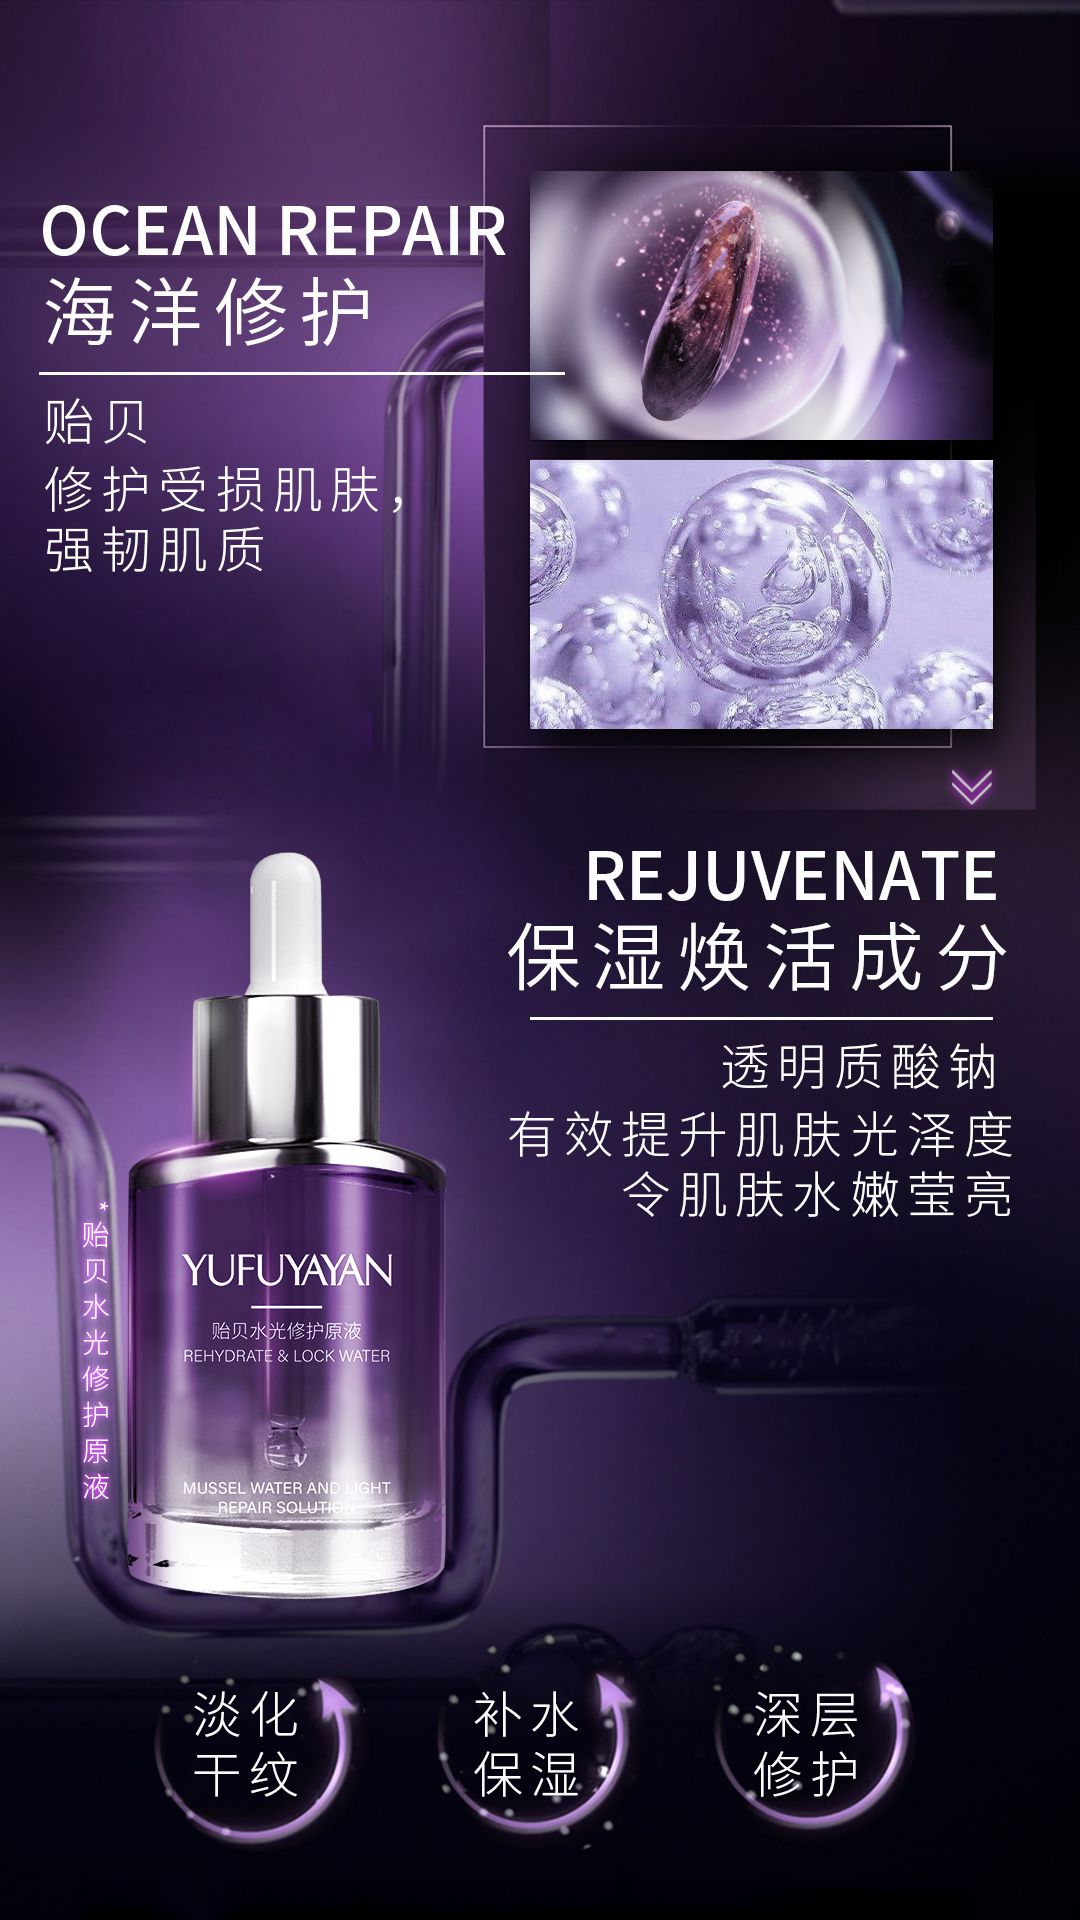 OCEAN REPAIR
海洋修护
贻贝
修护受损肌肤，
强韧肌质
REJUVENATE
保湿焕活成分
透明质酸钠
有效提升肌肤光泽度
令肌肤水嫩莹亮
*贻贝水光修护原液
YUFUYAYAN
贻贝水光修护原液
REHYDRATE & LOCK WATER
MUSSEL WATER AND LIGHT
REPAIR SOLUTION
淡化
干纹
补水
保湿
深层
修护